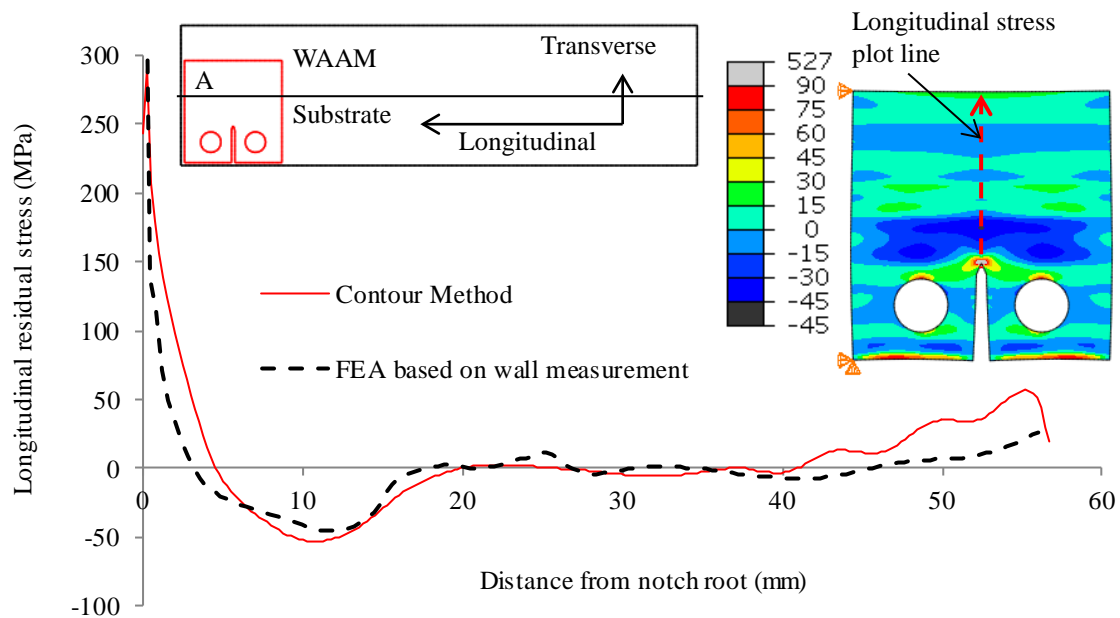 Longitudinal stress
plot line
300
250
200
150
100
50
0
-50
-100
Longitudinal residual stress (MPa)
WAAM
A
Substrate
Transverse
Longitudinal
527
90
75
60
45
30
15
0
-15
-30
-45
-45
Contour Method
FEA based on wall measurement
0
10
20
30
40
50
60
Distance from notch root (mm)